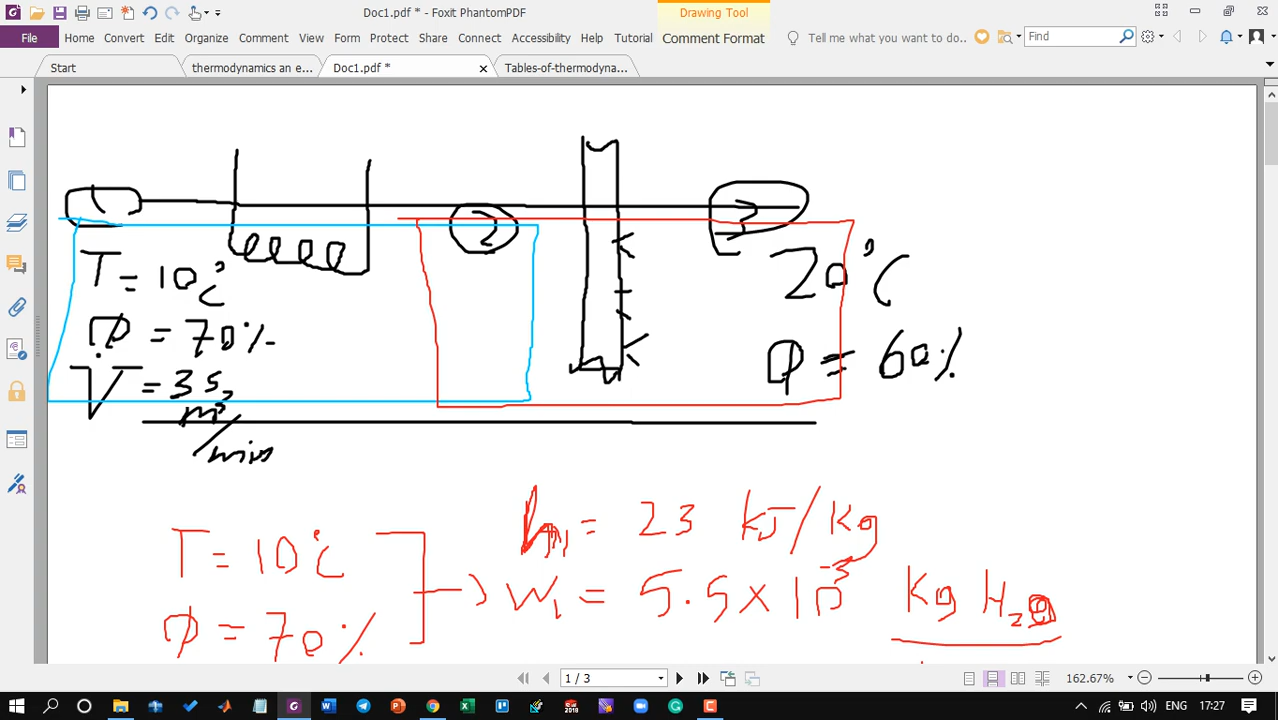 Doc1.pdf * - Foxit PhantomPDF
Drawing Tool
File Home Convert Edit Organize Comment View Form Protect Share Connect Accessibility Help Tutorial Comment Format Tell me what you want to do.. Find
Start thermodynamics an e... Doc1.pdf * Tables-of-thermodyna...
1 2 3
T = 10°C
φ = 70%
V = 35 m³/min
20°C
φ = 60%
T = 10°C
φ = 70%
h1 = 23 kJ/Kg
W1 = 5.5 x 10^-3 Kg H2O
1 / 3
162.67%
2018
ENG 17:27